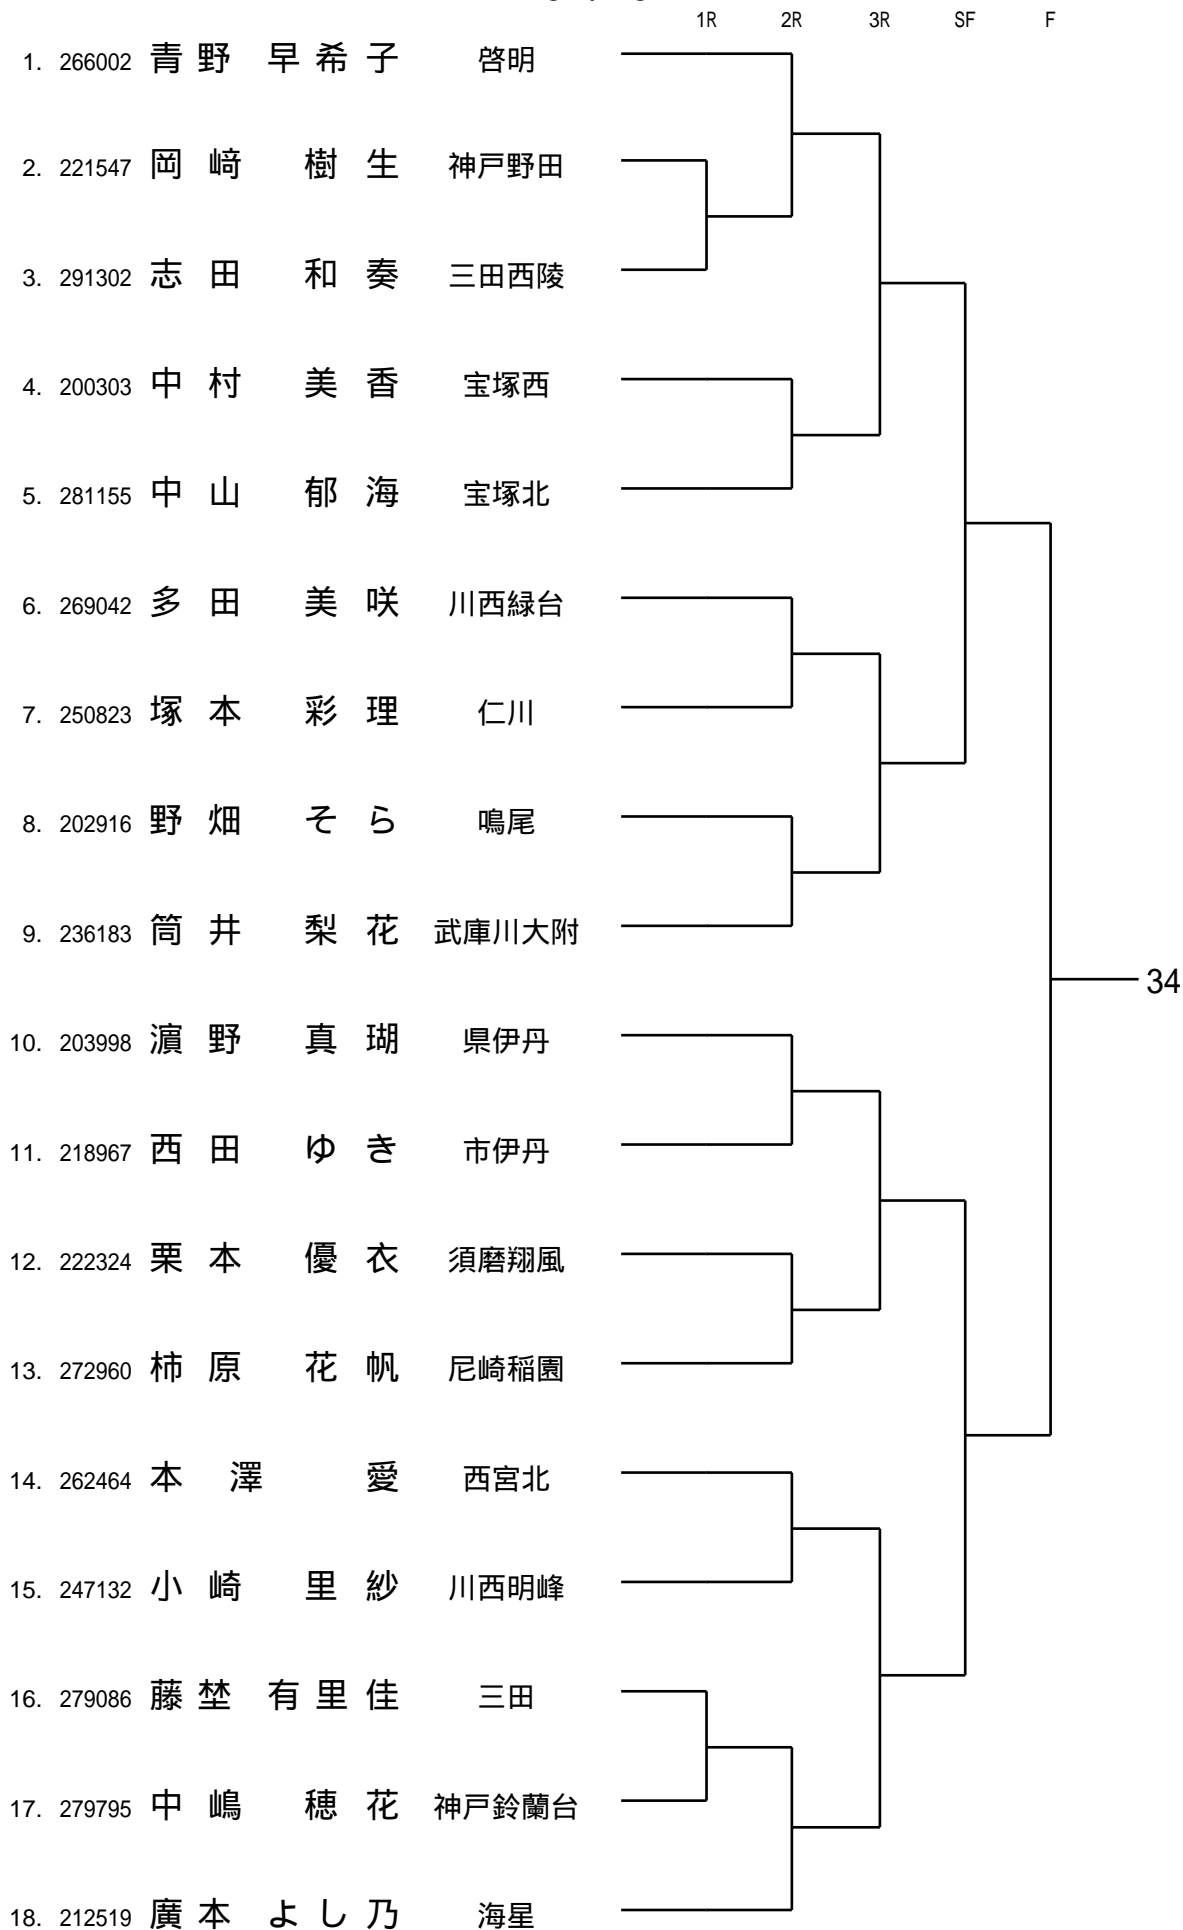 1R 2R 3R SF F
1. 266002 青野 早希子 啓明
2. 221547 岡﨑 樹生 神戸野田
3. 291302 志田 和奏 三田西陵
4. 200303 中村 美香 宝塚西
5. 281155 中山 郁海 宝塚北
6. 269042 多田 美咲 川西緑台
7. 250823 塚本 彩理 仁川
8. 202916 野畑 そら 鳴尾
9. 236183 筒井 梨花 武庫川大附
34
10. 203998 濵野 真瑚 県伊丹
11. 218967 西田 ゆき 市伊丹
12. 222324 栗本 優衣 須磨翔風
13. 272960 柿原 花帆 尼崎稲園
14. 262464 本澤 愛 西宮北
15. 247132 小崎 里紗 川西明峰
16. 279086 藤埜 有里佳 三田
17. 279795 中嶋 穂花 神戸鈴蘭台
18. 212519 廣本 よし乃 海星